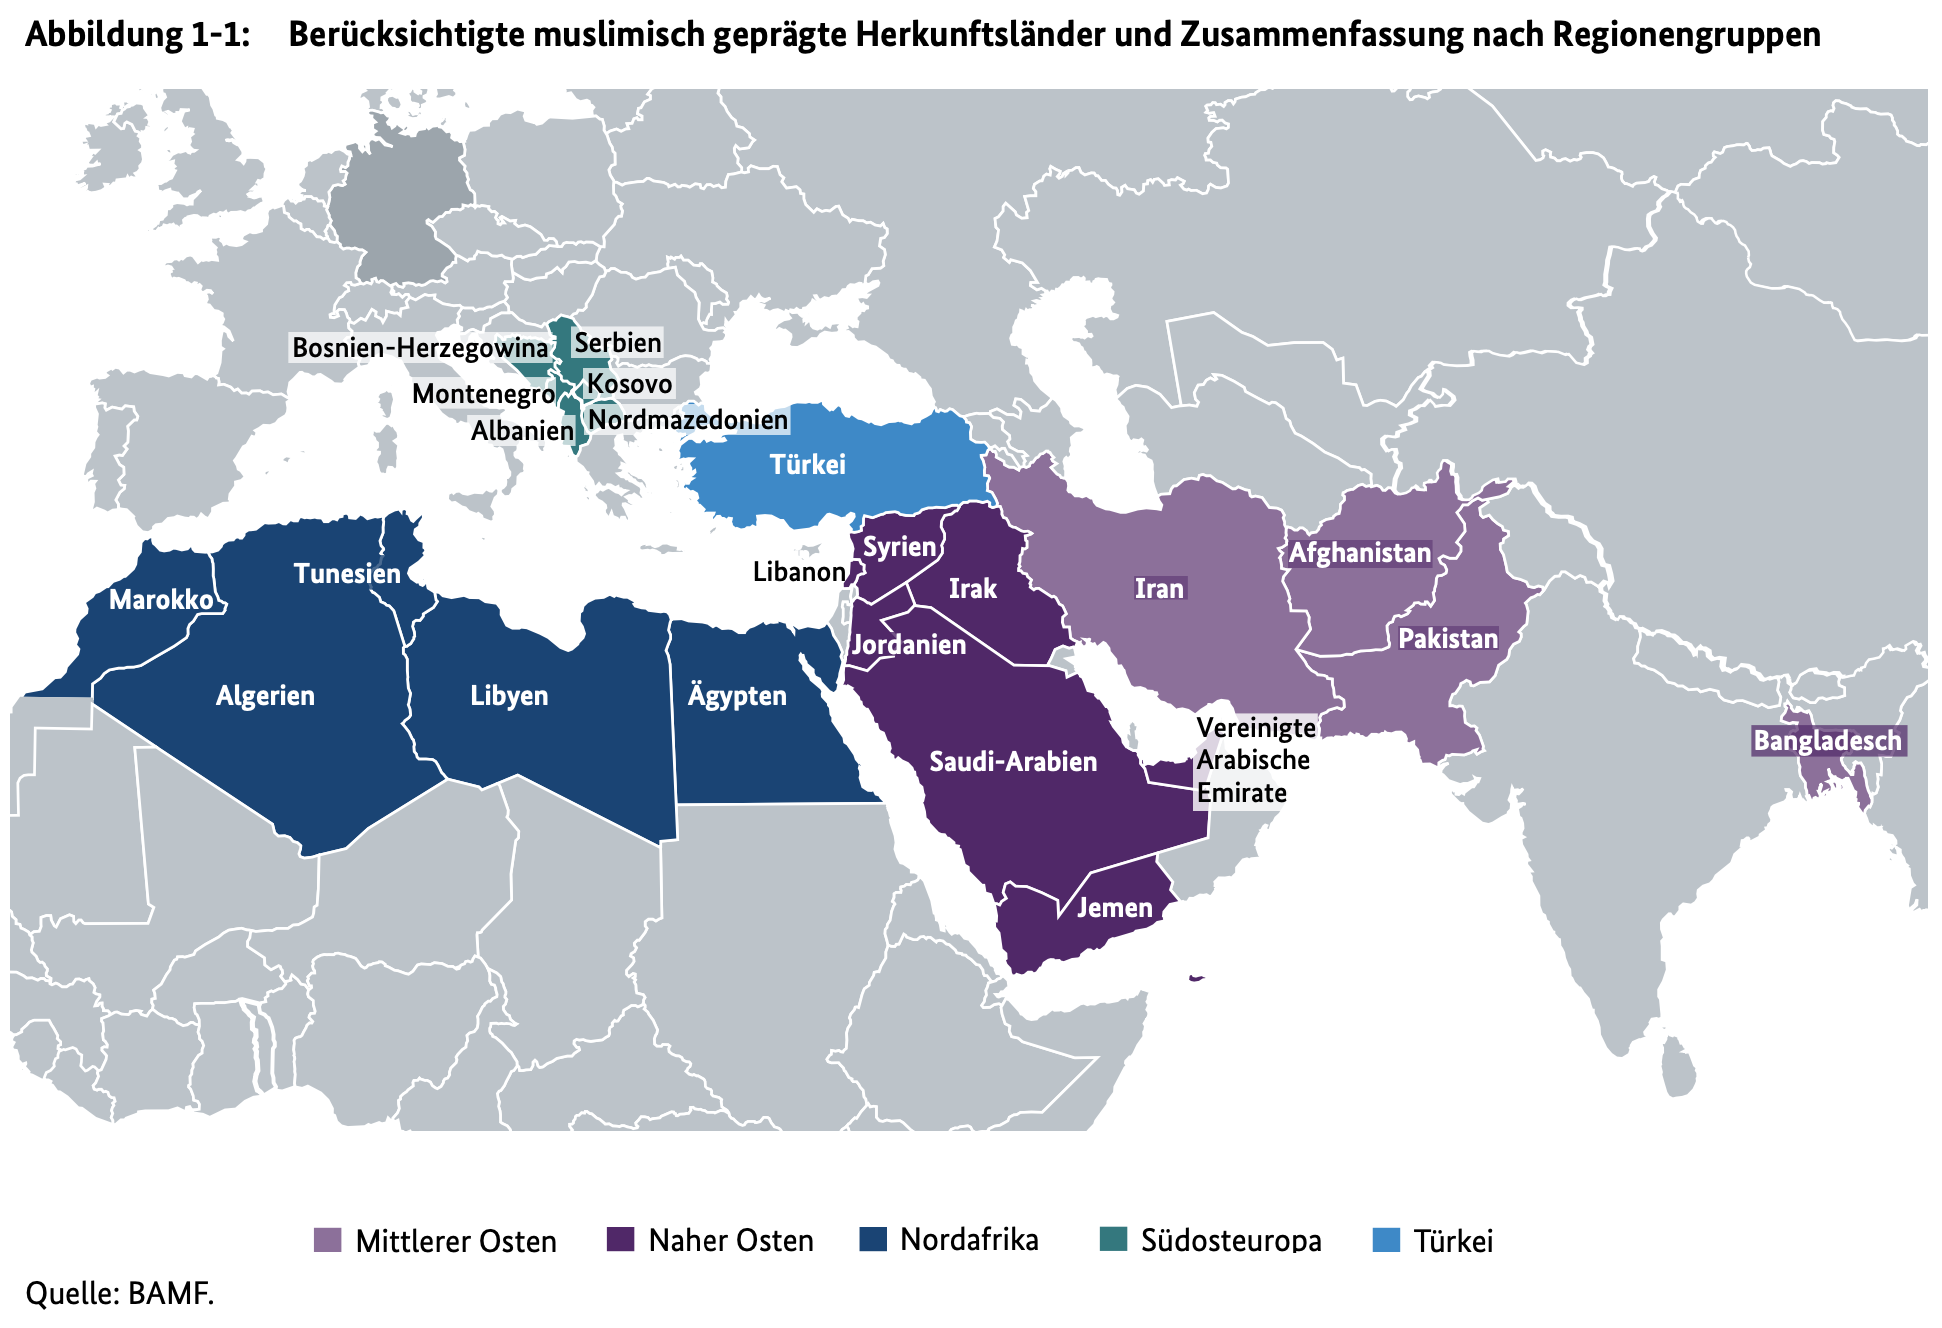 Abbildung 1-1: Berücksichtigte muslimisch geprägte Herkunftsländer und Zusammenfassung nach Regionengruppen
Bosnien-Herzegowina
Serbien
Montenegro
Kosovo
Albanien
Nordmazedonien
Türkei
Syrien
Libanon
Irak
Iran
Afghanistan
Pakistan
Tunesien
Marokko
Jordanien
Algerien
Libyen
Ägypten
Saudi-Arabien
Vereinigte
Arabische
Emirate
Bangladesch
Jemen
Mittlerer Osten
Naher Osten
Nordafrika
Südosteuropa
Türkei
Quelle: BAMF.